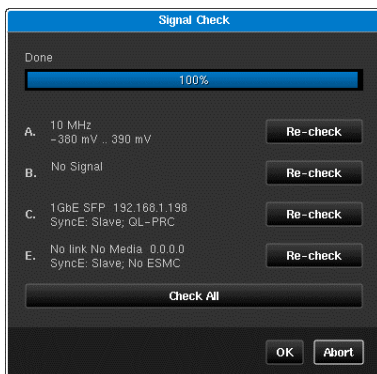 Signal Check
Done
100%
A. 10 MHz
-380 mV .. 390 mV
Re-check
B. No Signal
Re-check
C. 1GbE SFP 192.168.1.198
SyncE: Slave; QL-PRC
Re-check
E. No link No Media 0.0.0.0
SyncE: Slave; No ESMC
Re-check
Check All
OK Abort